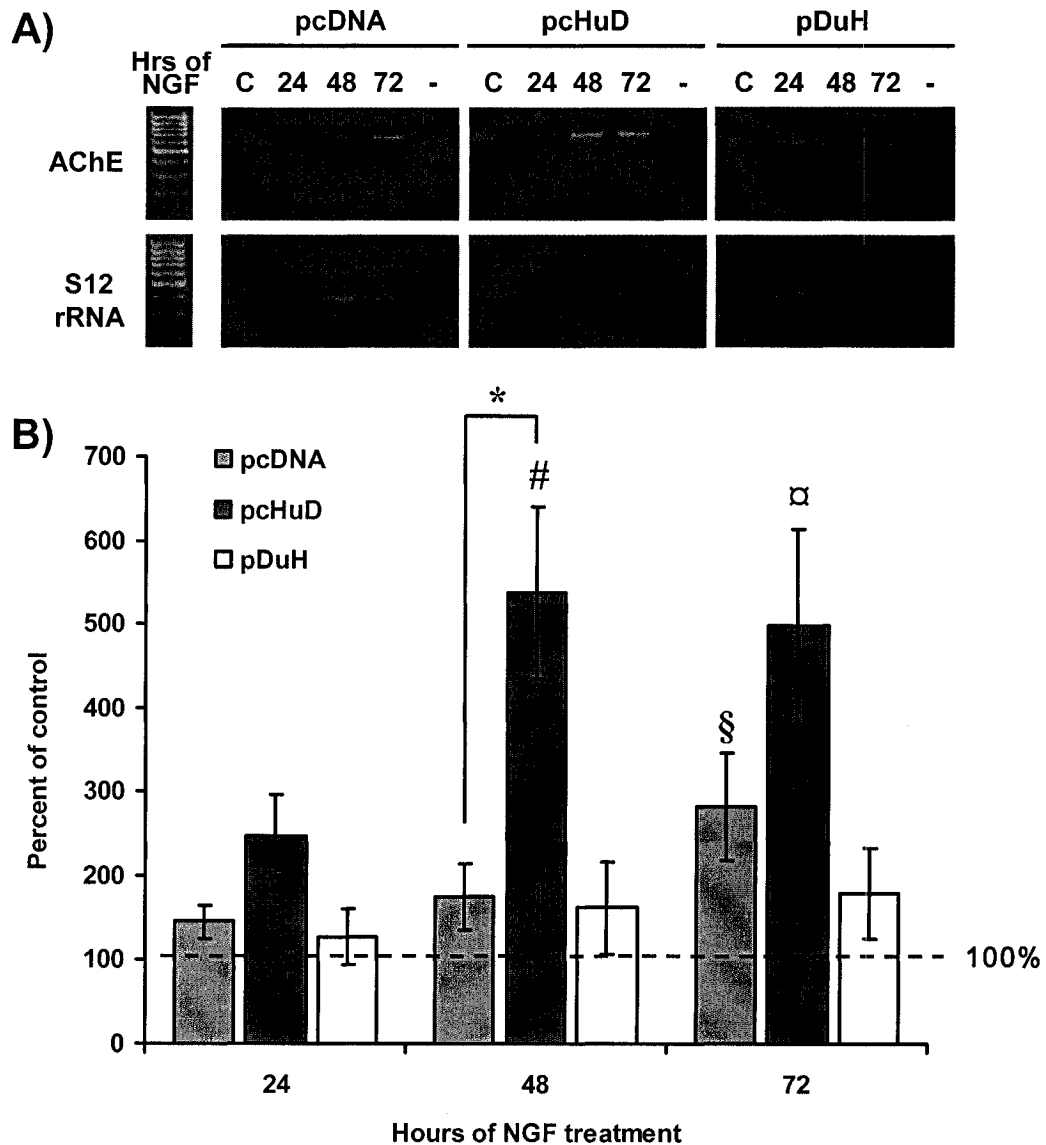 A)
pcDNA pcHuD pDuH
Hrs of
NGF
C 24 48 72 - C 24 48 72 - C 24 48 72 -
AChE
S12
rRNA
B)
*
pcDNA
pcHuD
pDuH
#
¤
§
700
600
500
400
300
200
100
0
100%
Percent of control
24 48 72
Hours of NGF treatment